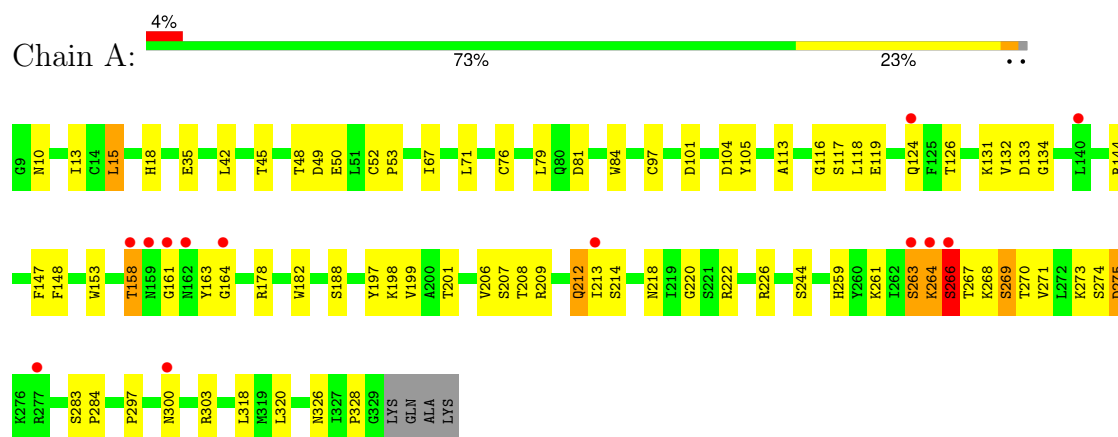 4%
Chain A:
73% 23% • •
G9 N10 I13 C14 L15 H18 E35 L42 T45 T48 D49 E50 L51 C52 P53 I67 L71 C76 L79 Q80 D81 W84 C97 D101 D104 Y105 A113 G116 S117 L118 E119 Q124 F125 T126 K131 V132 D133 G134 L140
F147 F148 W153 T158 N159 G161 N162 Y163 G164 R178 W182 S188 Y197 K198 V199 A200 T201 V206 S207 T208 R209 Q212 I213 S214 N218 I219 G220 S221 R222 R226 S244 H259 Y260 K261 I262 S263 K264 S266 T267 K268 S269 T270 V271 L272 K273 S274
K276 R277 S283 P284 P297 N300 R303 L318 M319 L320 N326 I327 P328 G329 LYS GLN ALA LYS